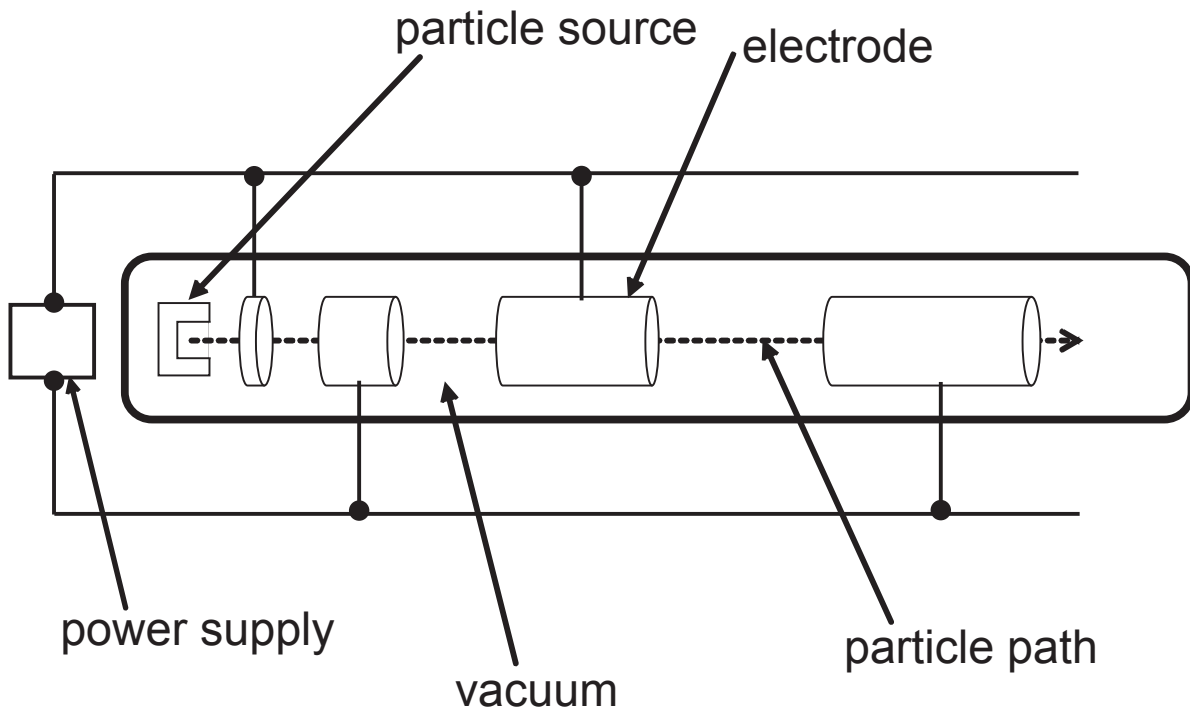 particle source
electrode
power supply
vacuum
particle path